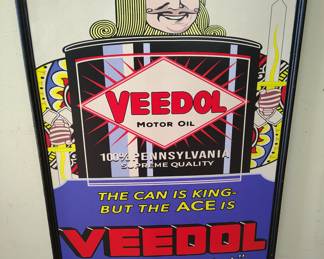 VEEDOL
MOTOR OIL
100% PENNSYLVANIA
SUPREME QUALITY
THE CAN IS KING-
BUT THE ACE IS
VEEDOL